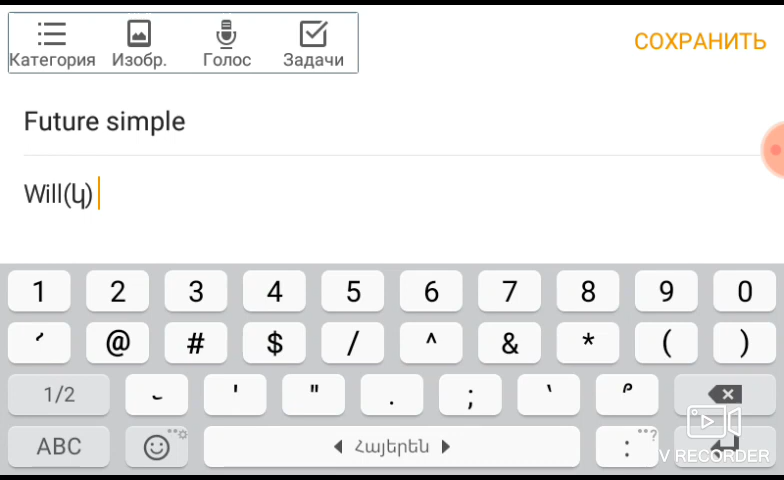 Категория Изобр. Голос Задачи
СОХРАНИТЬ
Future simple
Will(կ)
1 2 3 4 5 6 7 8 9 0
՛ @ # $ / ^ & * ( )
1/2 ֊ ' " . ; ՝ ՞
ABC Հայերեն : ?
V RECORDER